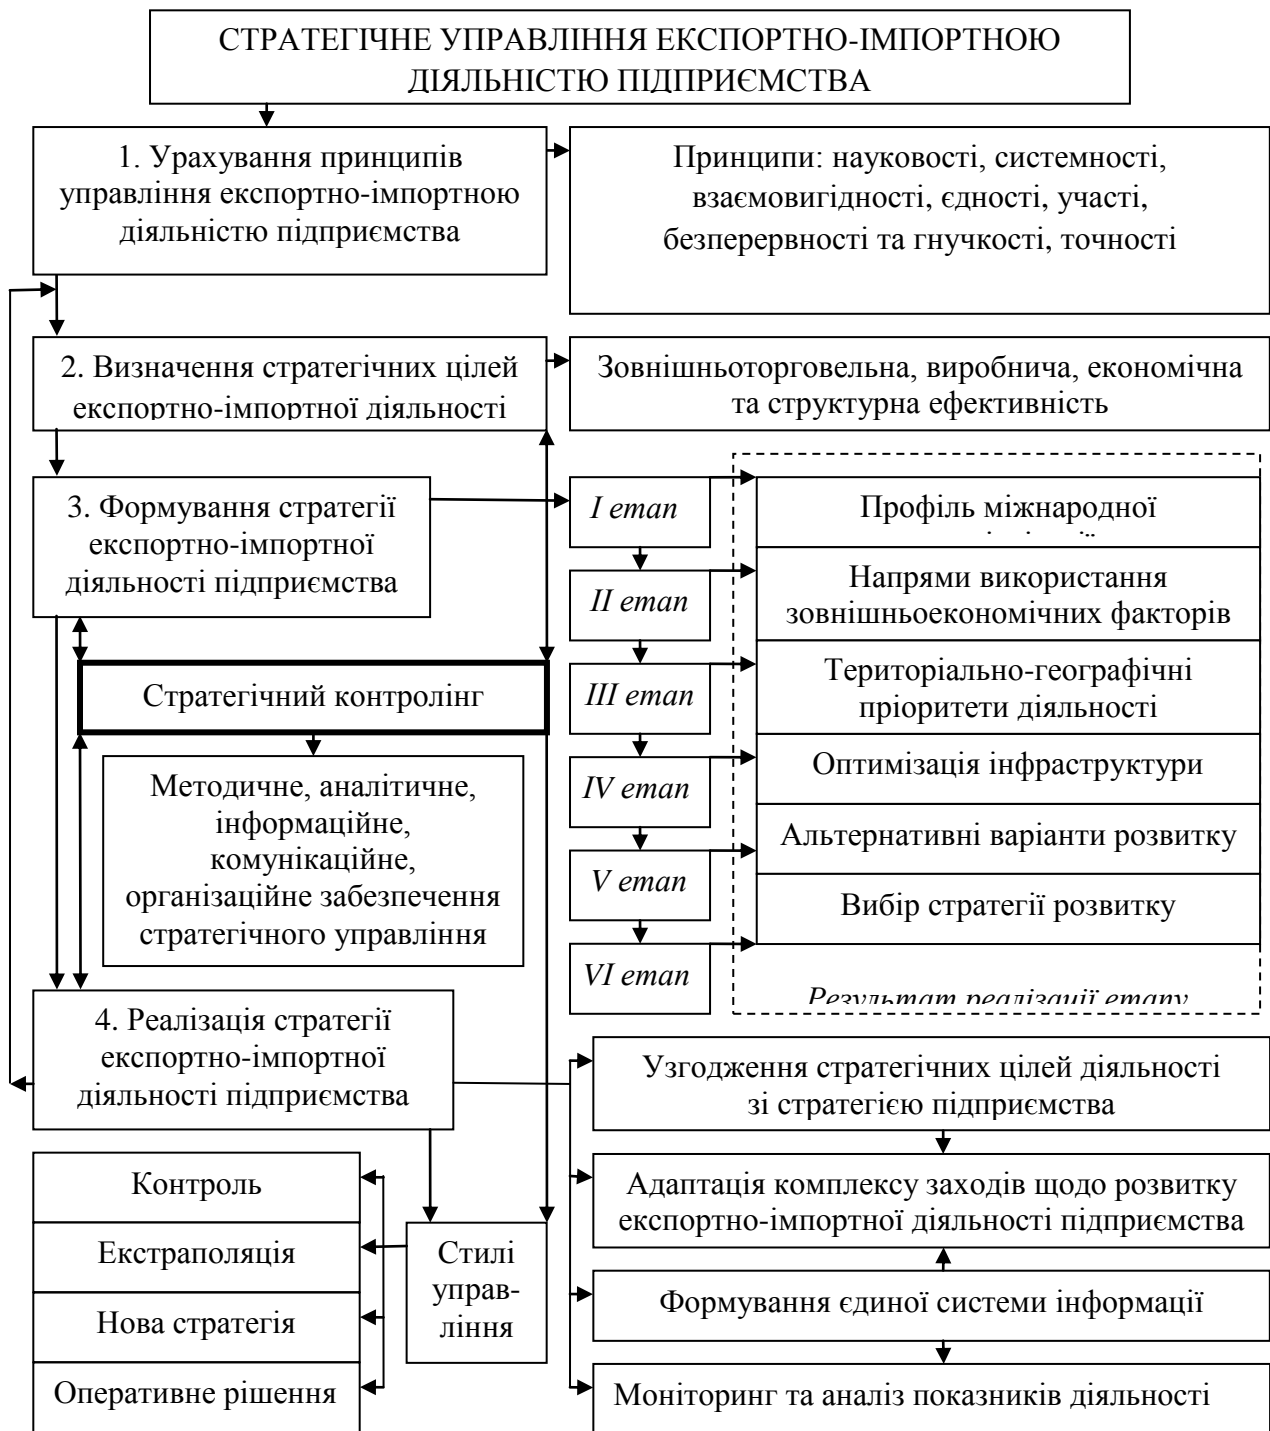 СТРАТЕГІЧНЕ УПРАВЛІННЯ ЕКСПОРТНО-ІМПОРТНОЮ
ДІЯЛЬНІСТЮ ПІДПРИЄМСТВА
1. Урахування принципів
управління експортно-імпортною
діяльністю підприємства
Принципи: науковості, системності,
взаємовигідності, єдності, участі,
безперервності та гнучкості, точності
2. Визначення стратегічних цілей
експортно-імпортної діяльності
Зовнішньоторговельна, виробнича, економічна
та структурна ефективність
3. Формування стратегії
експортно-імпортної
діяльності підприємства
I етап
II етап
III етап
IV етап
V етап
VI етап
Профіль міжнародної
Напрями використання
зовнішньоекономічних факторів
Територіально-географічні
пріоритети діяльності
Оптимізація інфраструктури
Альтернативні варіанти розвитку
Вибір стратегії розвитку
Результат реалізації етапу
Стратегічний контролінг
Методичне, аналітичне,
інформаційне,
комунікаційне,
організаційне забезпечення
стратегічного управління
4. Реалізація стратегії
експортно-імпортної
діяльності підприємства
Узгодження стратегічних цілей діяльності
зі стратегією підприємства
Адаптація комплексу заходів щодо розвитку
експортно-імпортної діяльності підприємства
Формування єдиної системи інформації
Моніторинг та аналіз показників діяльності
Контроль
Екстраполяція
Нова стратегія
Оперативне рішення
Стилі
управ-
ління